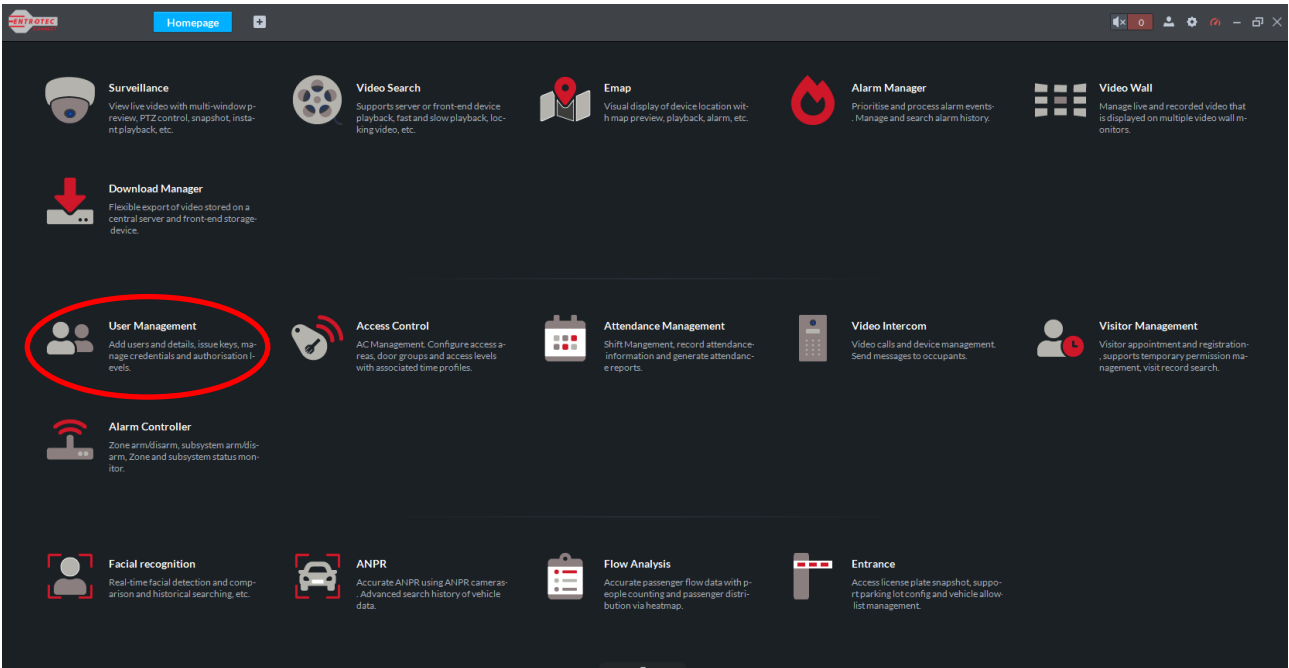 ENTROTEC
Homepage
0
Surveillance
View live video with multi-window p-
review, PTZ control, snapshot, insta-
nt playback, etc.
Video Search
Supports server or front-end device
playback, fast and slow playback, loc-
king video, etc.
Emap
Visual display of device location wit-
h map preview, playback, alarm, etc.
Alarm Manager
Prioritise and process alarm events-
. Manage and search alarm history.
Video Wall
Manage live and recorded video that
is displayed on multiple video wall m-
onitors.
Download Manager
Flexible export of video stored on a
central server and front-end storage-
device.
User Management
Add users and details, issue keys, ma-
nage credentials and authorisation l-
evels.
Access Control
AC Management. Configure access a-
reas, door groups and access levels
with associated time profiles.
Attendance Management
Shift Mangement, record attendance-
information and generate attendanc-
e reports.
Video Intercom
Video calls and device management.
Send messages to occupants.
Visitor Management
Visitor appointment and registration-
, supports temporary permission ma-
nagement, visit record search.
Alarm Controller
Zone arm/disarm, subsystem arm/dis-
arm, Zone and subsystem status mon-
itor.
Facial recognition
Real-time facial detection and comp-
arison and historical searching, etc.
ANPR
Accurate ANPR using ANPR cameras-
. Advanced search history of vehicle
data.
Flow Analysis
Accurate passenger flow data with p-
eople counting and passenger distri-
bution via heatmap.
Entrance
Access license plate snapshot, suppo-
rt parking lot config and vehicle allow-
list management.